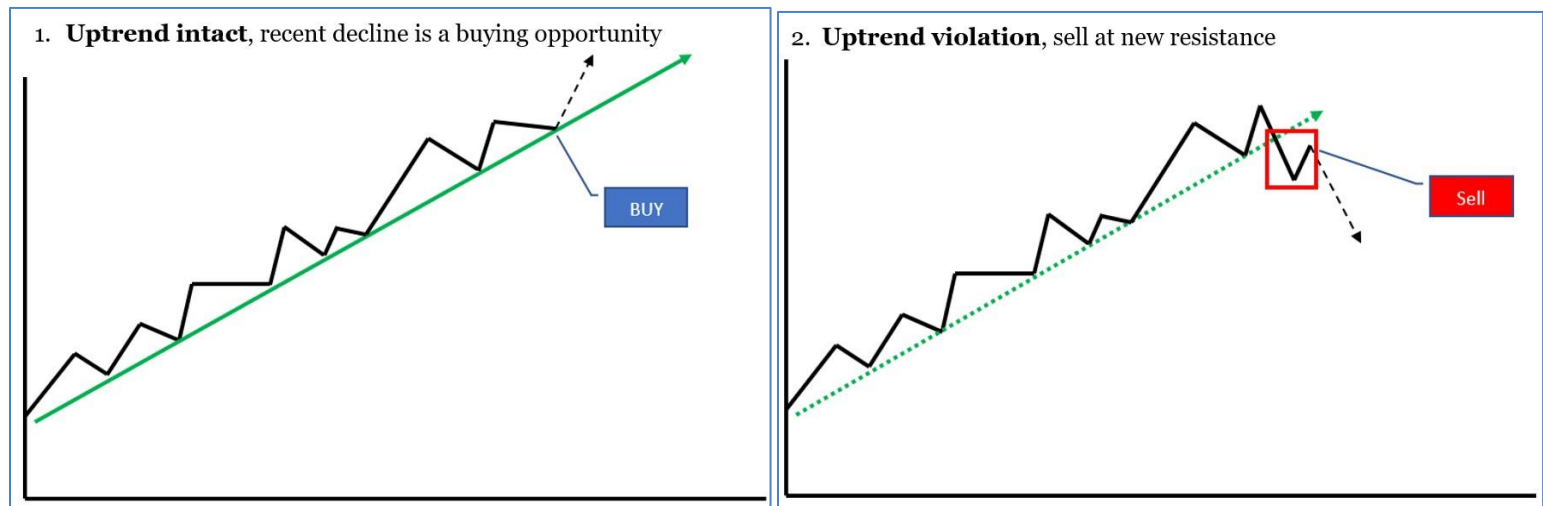 1. Uptrend intact, recent decline is a buying opportunity
BUY
2. Uptrend violation, sell at new resistance
Sell